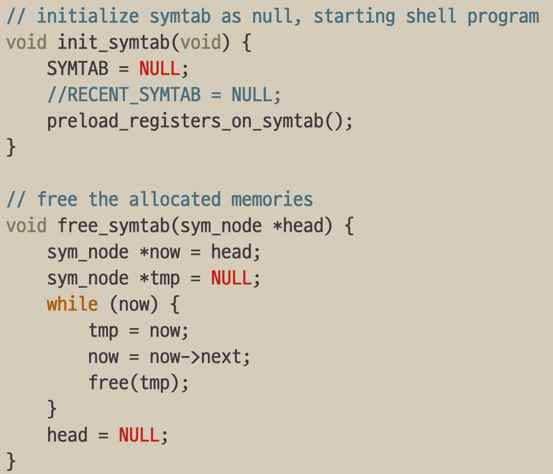 // initialize symtab as null, starting shell program
void init_symtab(void) {
    SYMTAB = NULL;
    //RECENT_SYMTAB = NULL;
    preload_registers_on_symtab();
}

// free the allocated memories
void free_symtab(sym_node *head) {
    sym_node *now = head;
    sym_node *tmp = NULL;
    while (now) {
        tmp = now;
        now = now->next;
        free(tmp);
    }
    head = NULL;
}